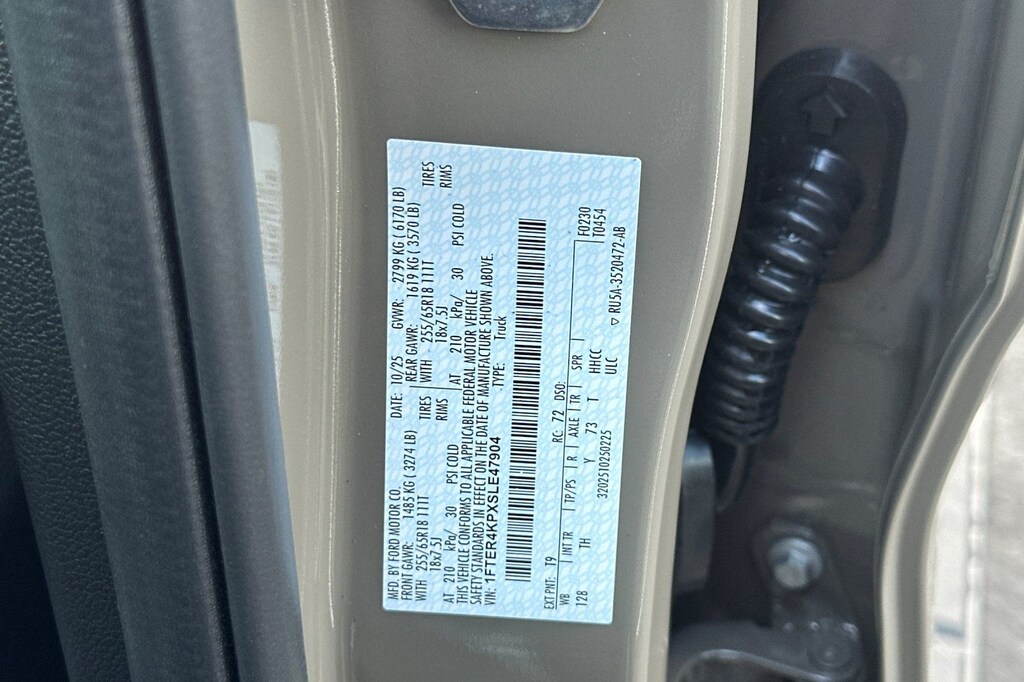 MFD. BY FORD MOTOR CO. DATE: 10/25 GVWR: 2799 KG ( 6170 LB)
FRONT GAWR: 1485 KG ( 3274 LB) REAR GAWR: 1619 KG ( 3570 LB)
WITH 255/65R18 111T TIRES WITH 255/65R18 111T TIRES
18x7.5J RIMS 18x7.5J RIMS
AT 210 kPa/ 30 PSI COLD AT 210 kPa/ 30 PSI COLD
THIS VEHICLE CONFORMS TO ALL APPLICABLE FEDERAL MOTOR VEHICLE
SAFETY STANDARDS IN EFFECT ON THE DATE OF MANUFACTURE SHOWN ABOVE.
VIN: 1FTER4KPXSLE47904 TYPE: Truck
EXT PNT: T9 RC: 72 DSO: F0230
WB INT TR TP/PS R AXLE TR SPR T0454
128 TH Y 73 T HHCC
3202510250225 ULC ▽ RU5A-3520472-AB